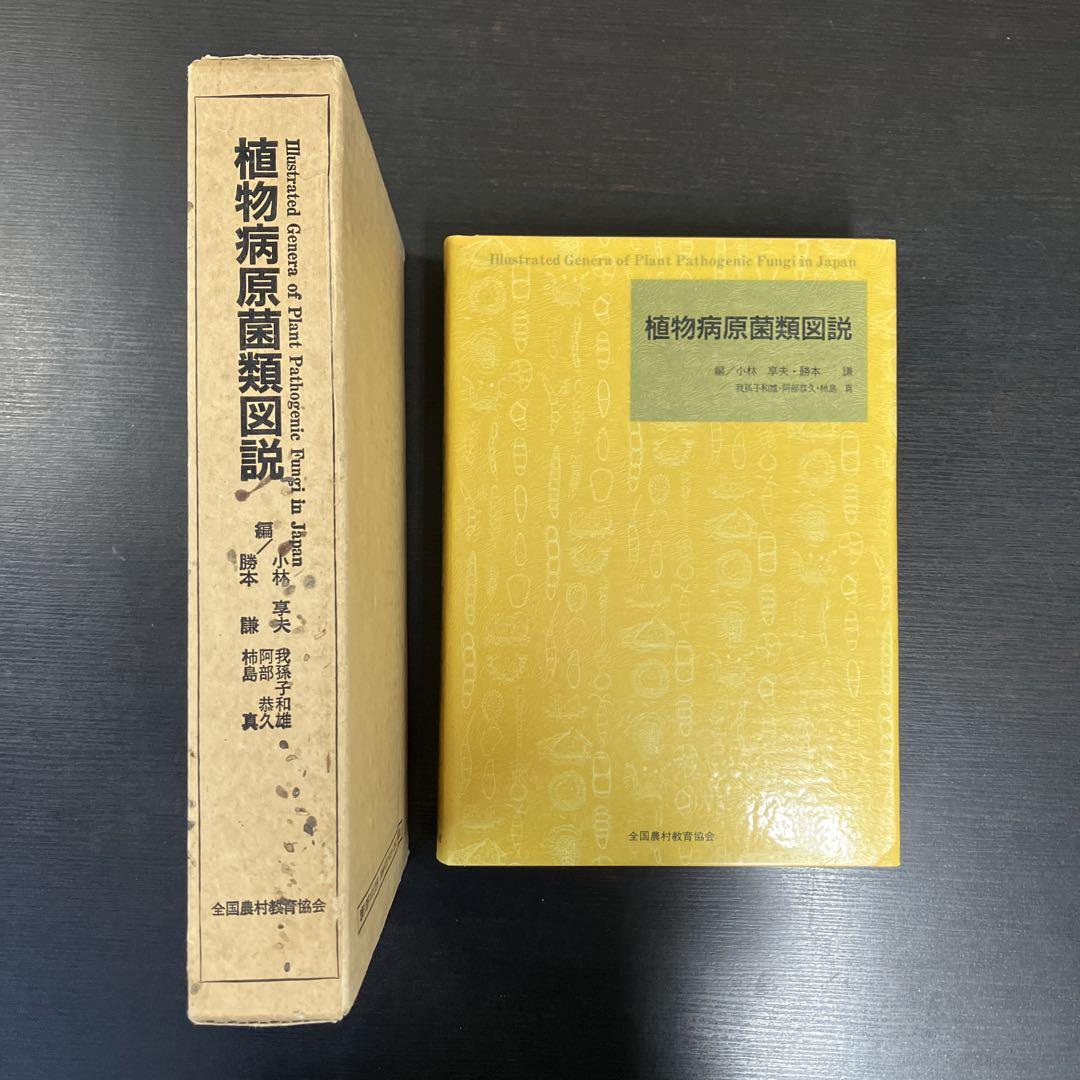 Illustrated Genera of Plant Pathogenic Fungi in Japan
植物病原菌類図説
編／小林 享夫
勝本 謙
我孫子和雄
阿部 恭久
柿島 真
全国農村教育協会
Illustrated Genera of Plant Pathogenic Fungi in Japan
植物病原菌類図説
編／小林 享夫・勝本 謙
我孫子和雄・阿部恭久・柿島 真
全国農村教育協会